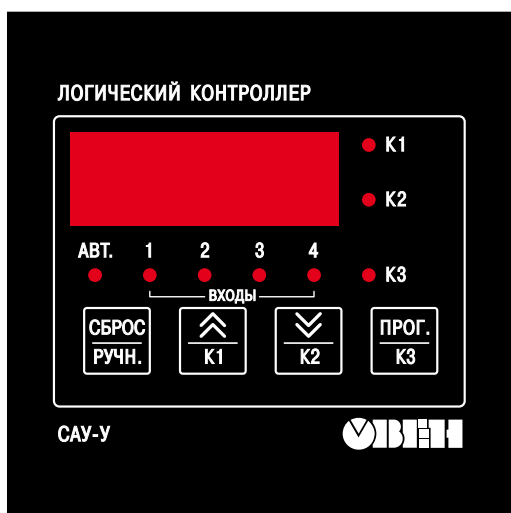 ЛОГИЧЕСКИЙ КОНТРОЛЛЕР
К1
К2
АВТ. 1 2 3 4
К3
ВХОДЫ
СБРОС
РУЧН.
К1
К2
ПРОГ.
К3
САУ-У
ОВЕН